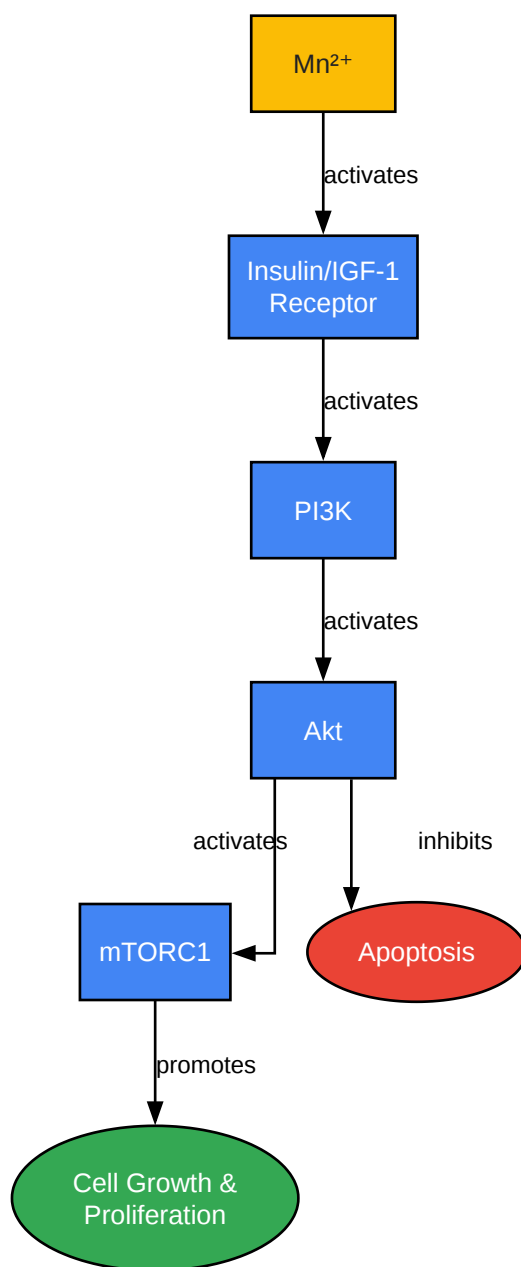 Mn²⁺
activates
Insulin/IGF-1
Receptor
activates
PI3K
activates
Akt
activates
inhibits
mTORC1
Apoptosis
promotes
Cell Growth &
Proliferation